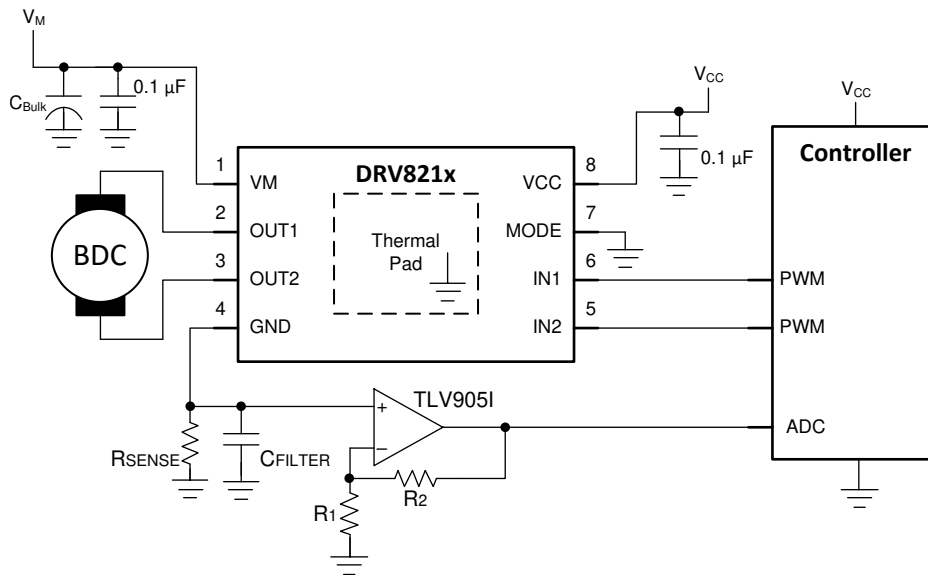 VM
CBulk
0.1 µF
VCC
0.1 µF
VCC
DRV821x
Controller
1
VM
8
VCC
2
OUT1
7
MODE
BDC
Thermal
Pad
3
OUT2
6
IN1
PWM
4
GND
5
IN2
PWM
TLV905I
+
−
ADC
RSENSE
CFILTER
R2
R1